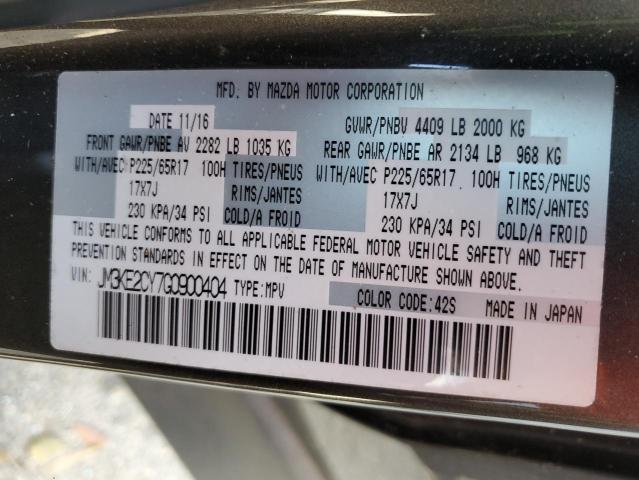 MFD. BY MAZDA MOTOR CORPORATION
DATE 11/16 GVWR/PNBV 4409 LB 2000 KG
FRONT GAWR/PNBE AV 2282 LB 1035 KG REAR GAWR/PNBE AR 2134 LB 968 KG
WITH/AVEC P225/65R17 100H TIRES/PNEUS WITH/AVEC P225/65R17 100H TIRES/PNEUS
17X7J RIMS/JANTES 17X7J RIMS/JANTES
230 KPA/34 PSI COLD/A FROID 230 KPA/34 PSI COLD/A FROID
THIS VEHICLE CONFORMS TO ALL APPLICABLE FEDERAL MOTOR VEHICLE SAFETY AND THEFT
PREVENTION STANDARDS IN EFFECT ON THE DATE OF MANUFACTURE SHOWN ABOVE.
VIN: JM3KE2CY7G0900404 TYPE:MPV
COLOR CODE:42S MADE IN JAPAN